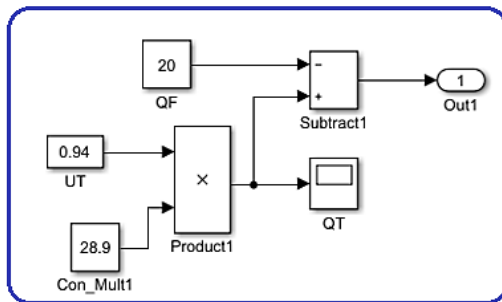 20
QF
−
+
Subtract1
1
Out1
0.94
UT
×
Product1
QT
28.9
Con_Mult1